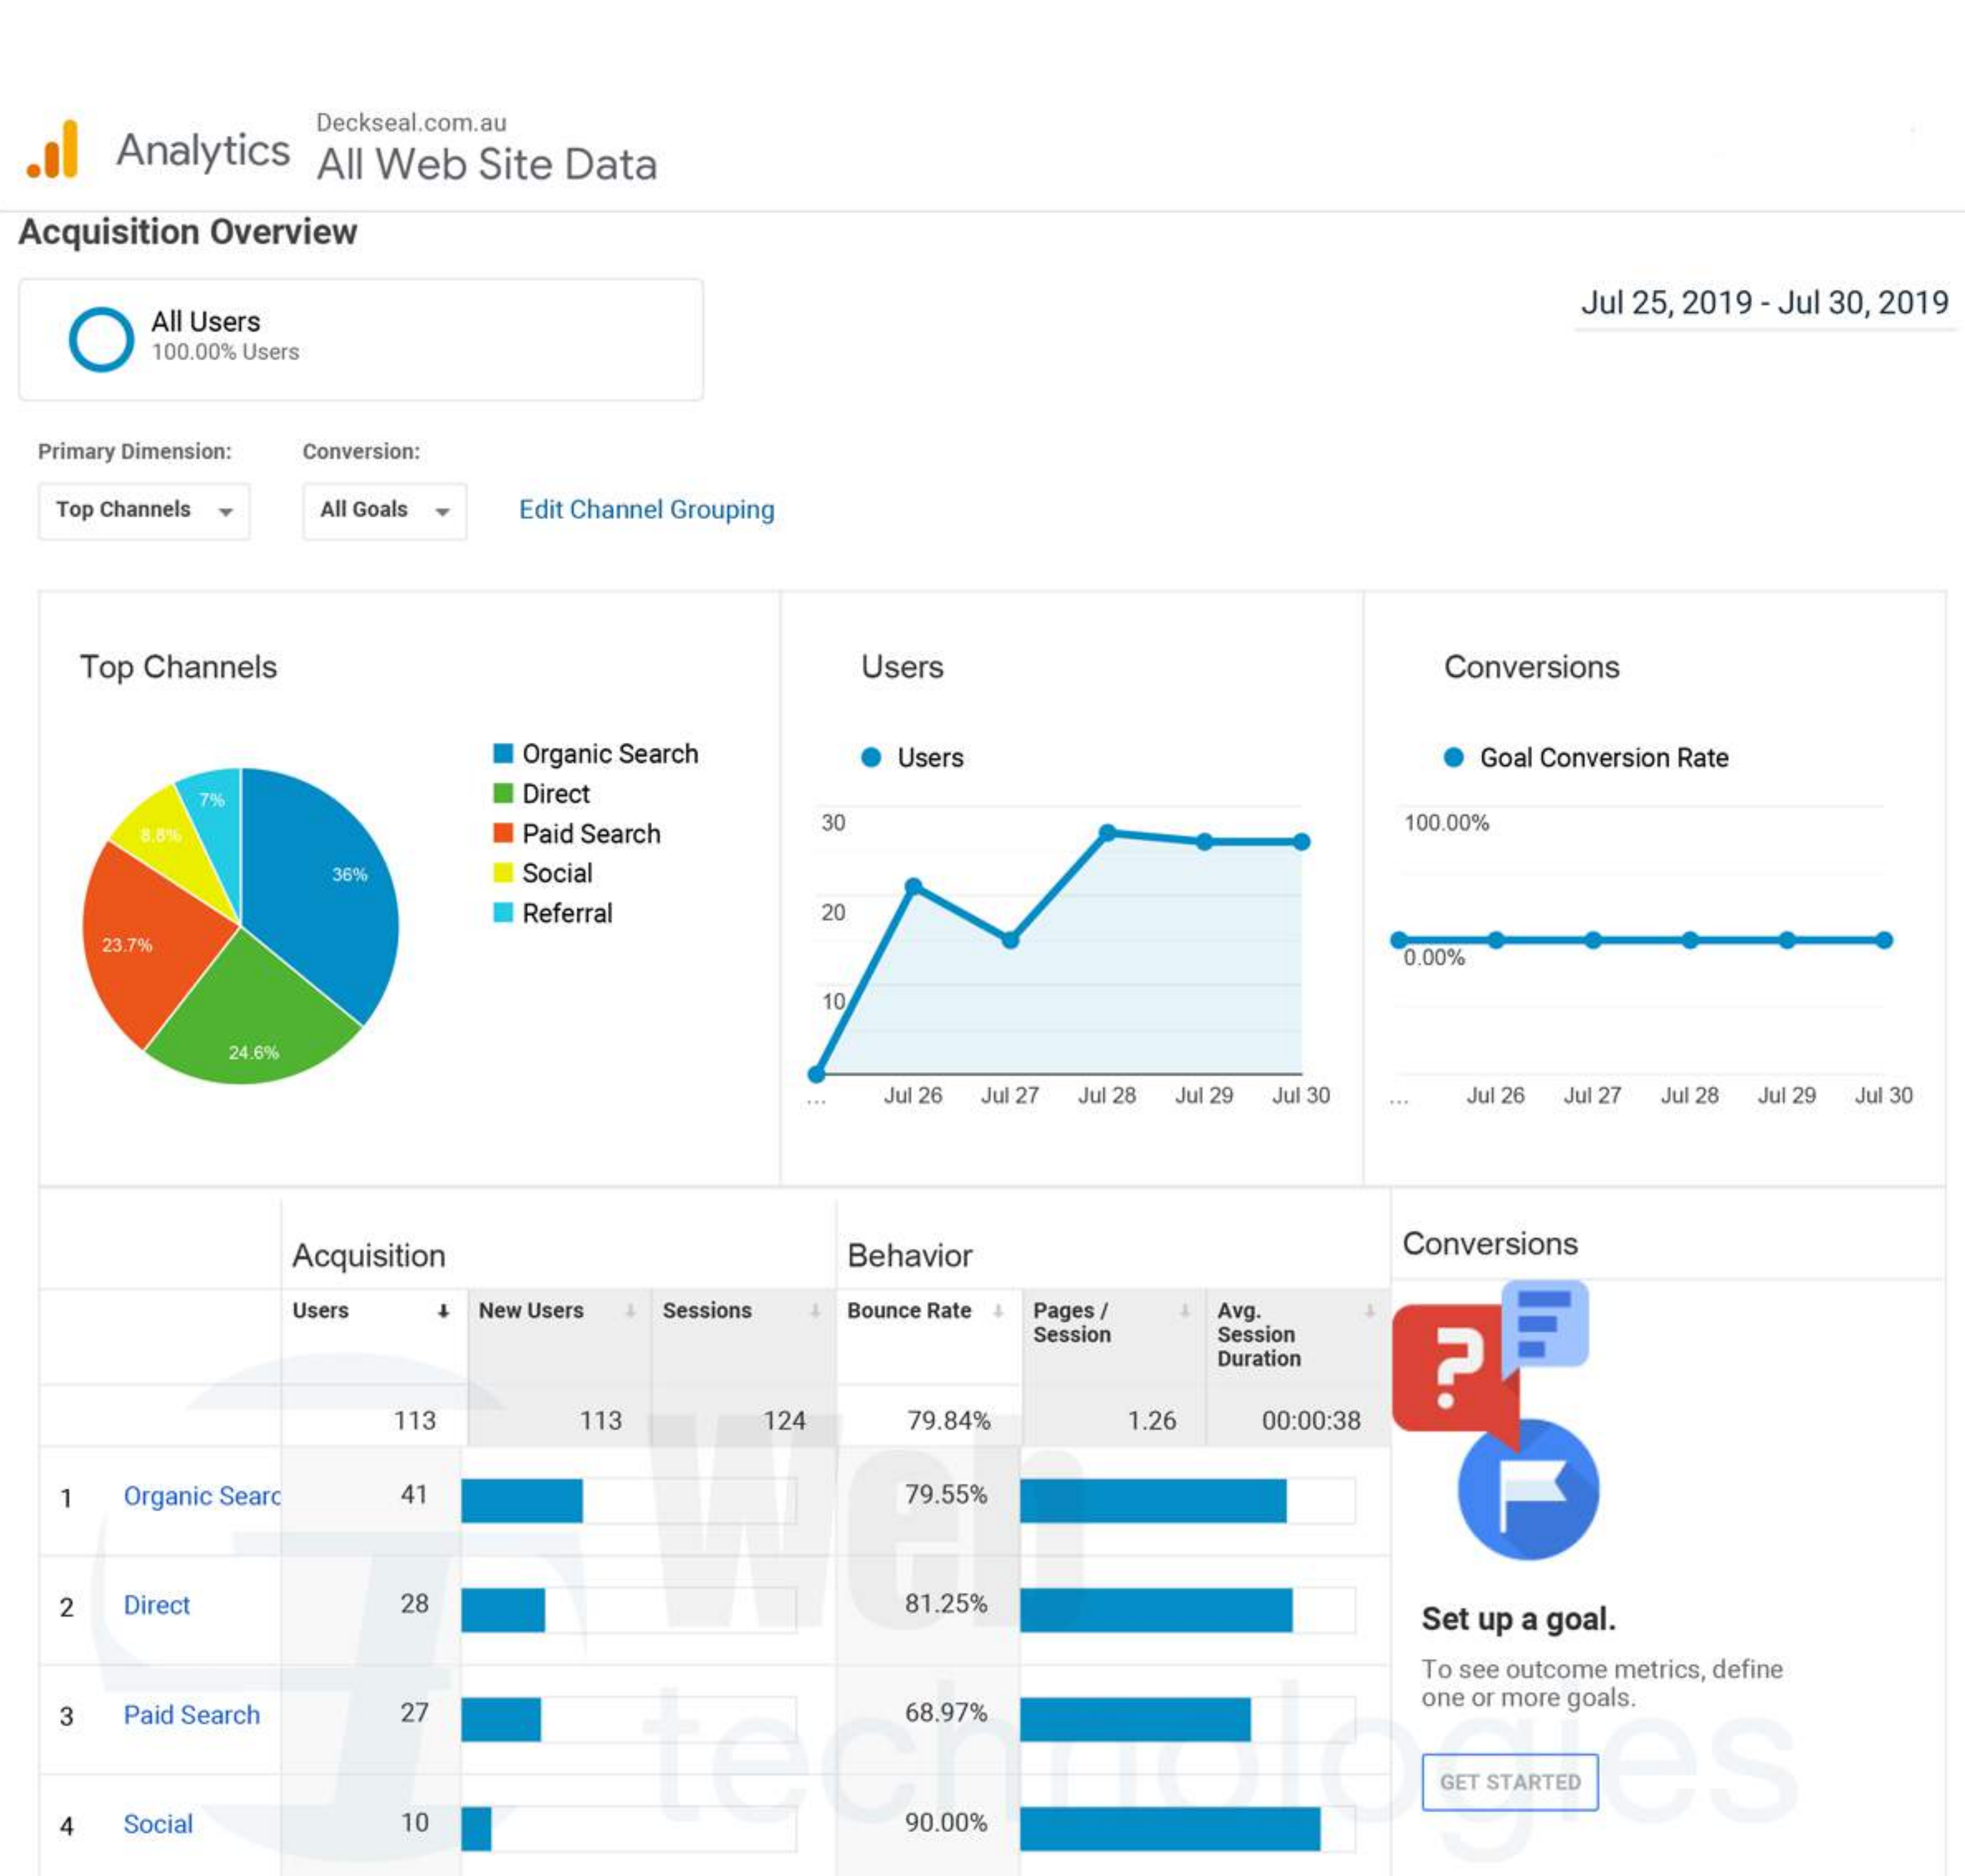 Deckseal.com.au
Analytics All Web Site Data
Acquisition Overview
All Users
100.00% Users
Jul 25, 2019 - Jul 30, 2019
Primary Dimension: Conversion:
Top Channels All Goals Edit Channel Grouping
Top Channels
Organic Search
Direct
Paid Search
Social
Referral
7%
8.8%
36%
23.7%
24.6%
Users
Users
30
20
10
... Jul 26 Jul 27 Jul 28 Jul 29 Jul 30
Conversions
Goal Conversion Rate
100.00%
0.00%
... Jul 26 Jul 27 Jul 28 Jul 29 Jul 30
Acquisition Behavior Conversions
Users New Users Sessions Bounce Rate Pages / Session Avg. Session Duration
113 113 124 79.84% 1.26 00:00:38
1 Organic Searc 41 79.55%
2 Direct 28 81.25%
3 Paid Search 27 68.97%
4 Social 10 90.00%
?
Set up a goal.
To see outcome metrics, define
one or more goals.
GET STARTED
Web
technologies